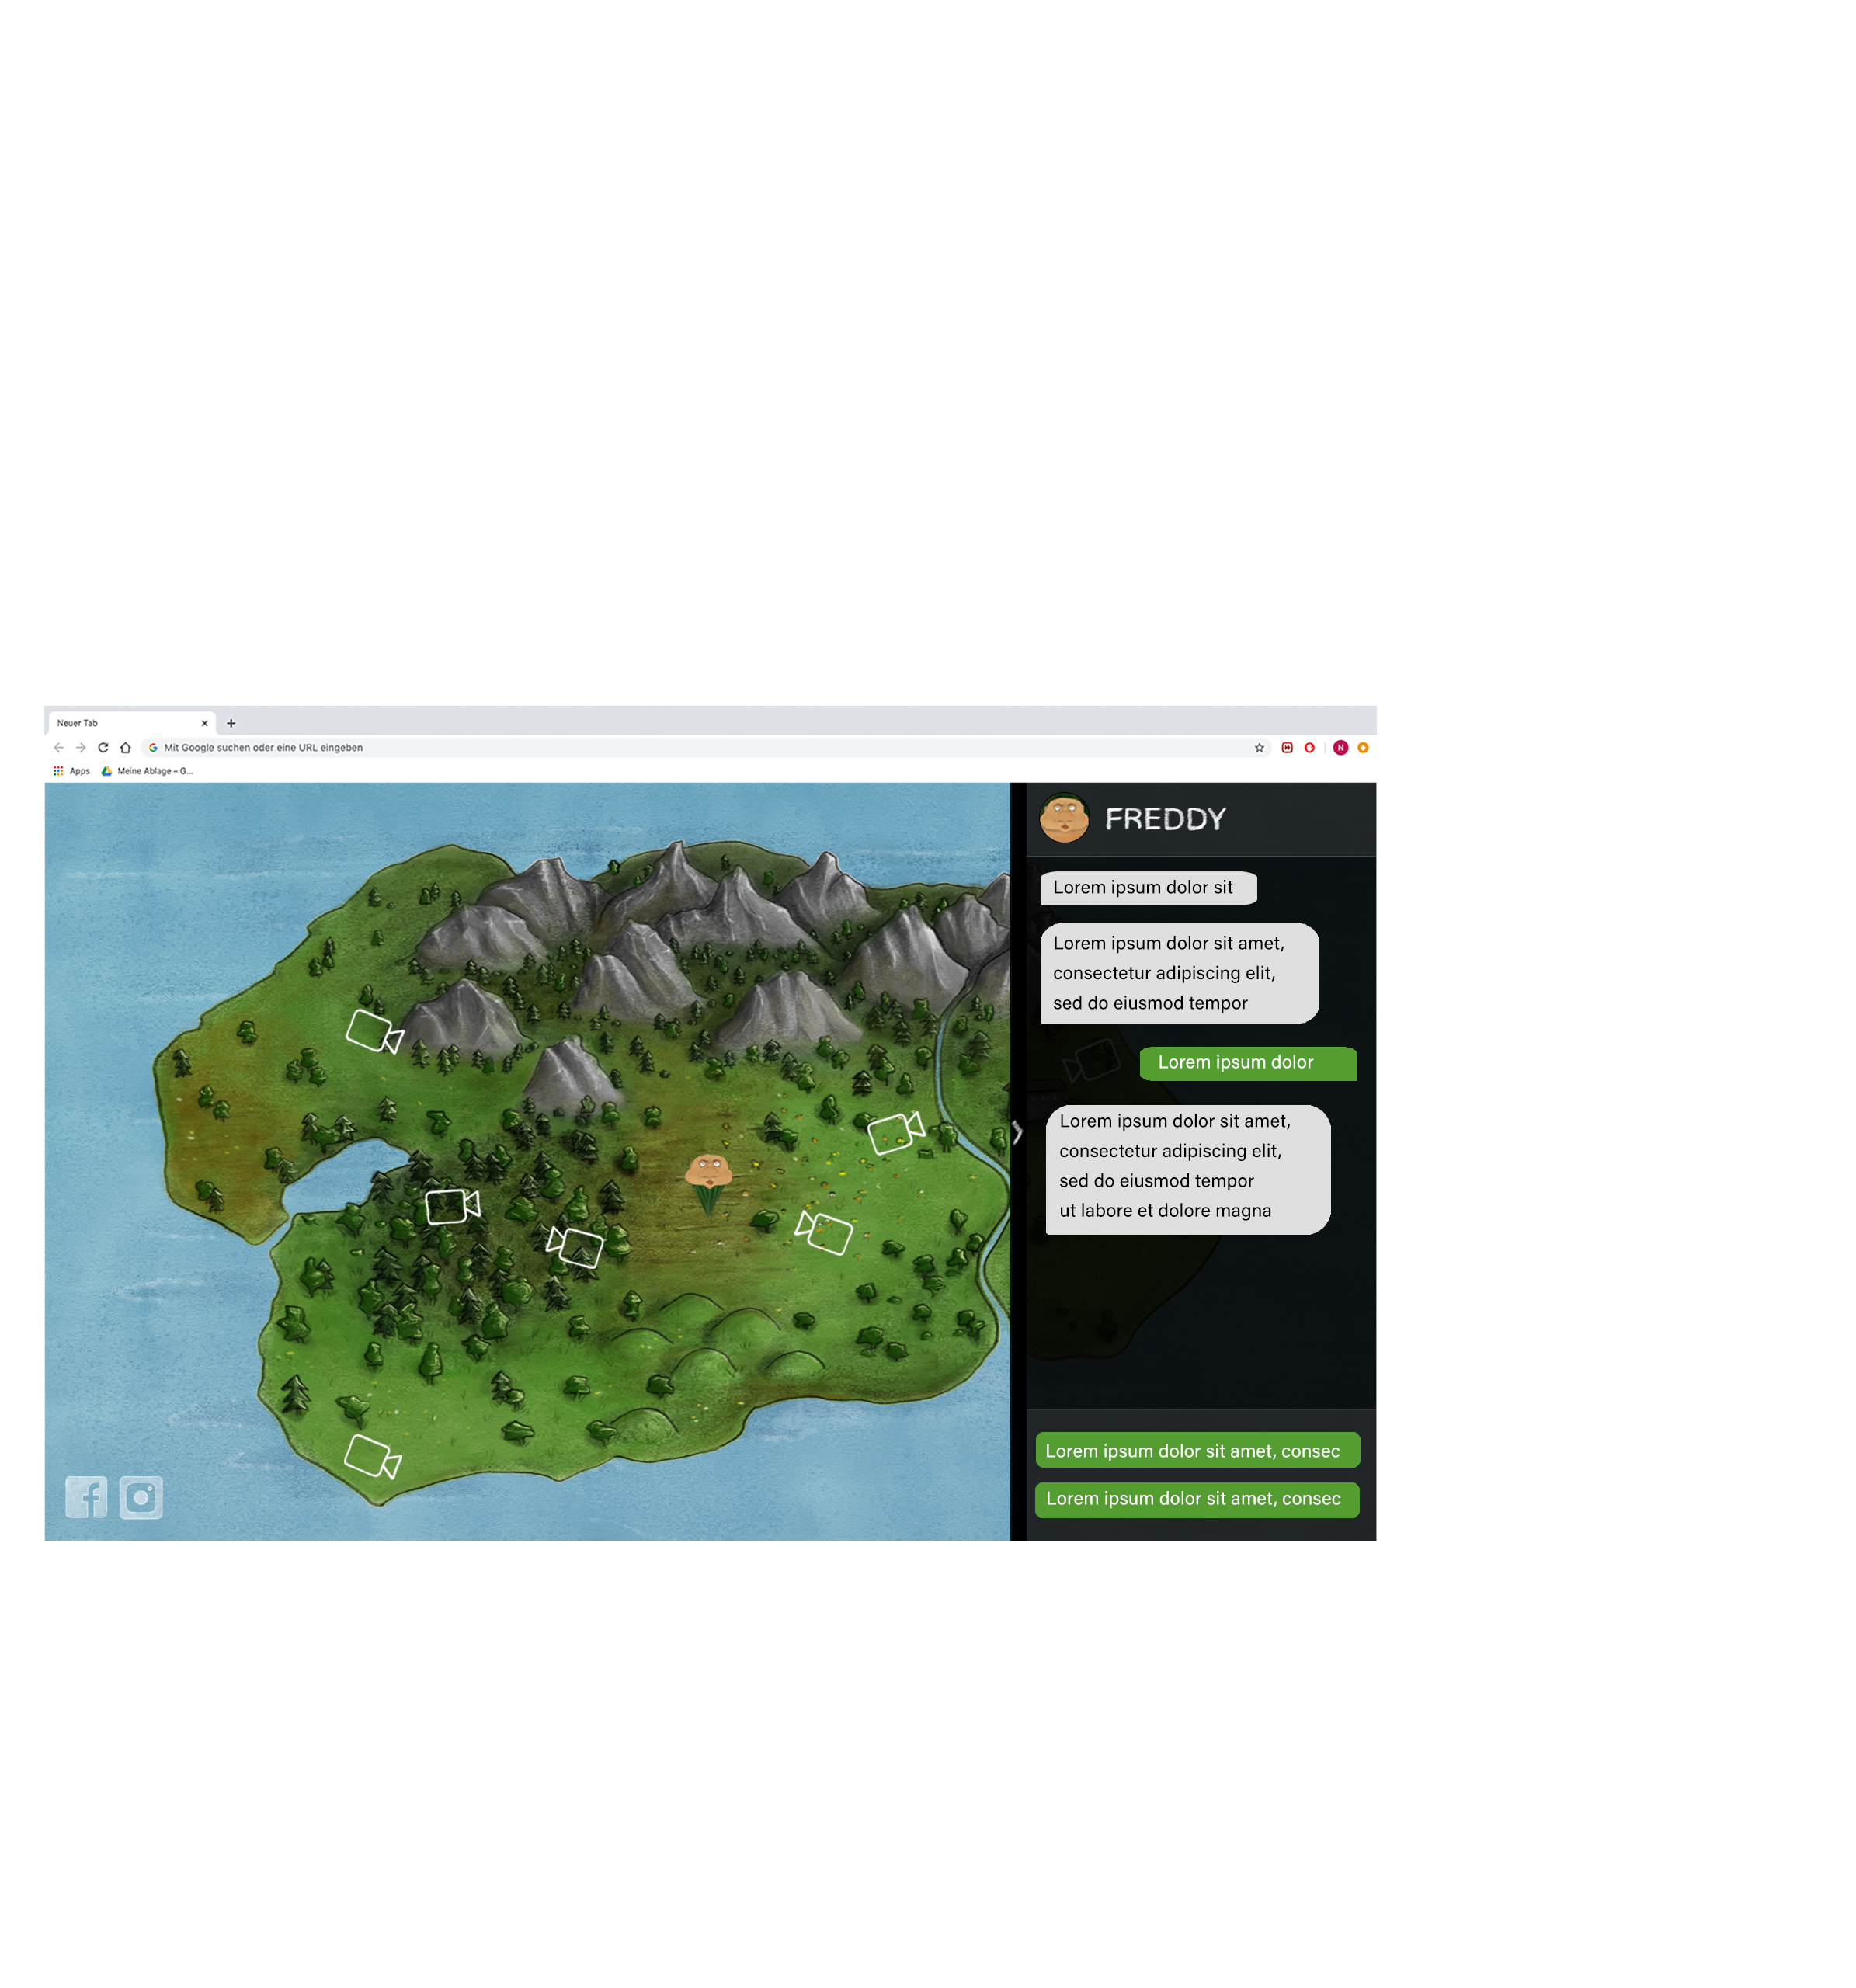 Neuer Tab
Mit Google suchen oder eine URL eingeben
N
Apps
Meine Ablage – G...
FREDDY
Lorem ipsum dolor sit
Lorem ipsum dolor sit amet,
consectetur adipiscing elit,
sed do eiusmod tempor
Lorem ipsum dolor
Lorem ipsum dolor sit amet,
consectetur adipiscing elit,
sed do eiusmod tempor
ut labore et dolore magna
Lorem ipsum dolor sit amet, consec
Lorem ipsum dolor sit amet, consec